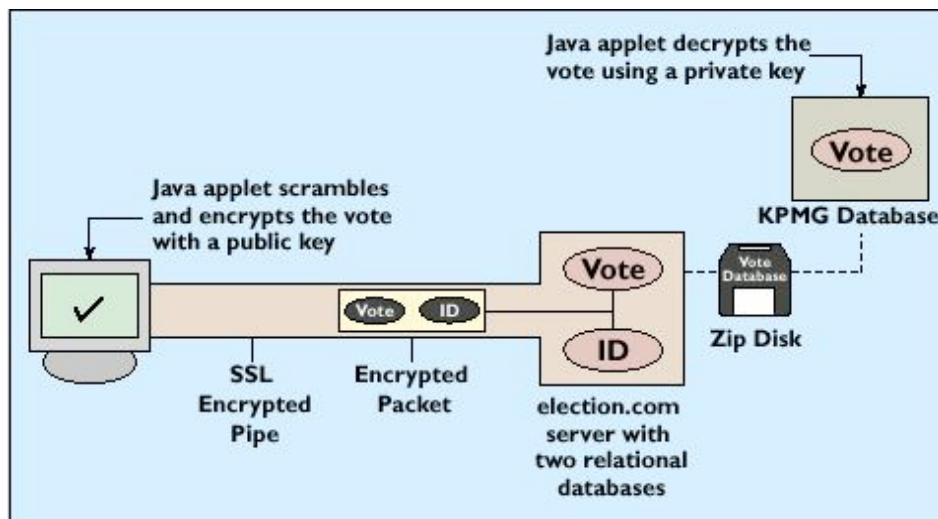 Java applet decrypts the
vote using a private key
Vote
KPMG Database
Java applet scrambles
and encrypts the vote
with a public key
Vote
Vote
Database
Vote
ID
Zip Disk
ID
SSL
Encrypted
Pipe
Encrypted
Packet
election.com
server with
two relational
databases